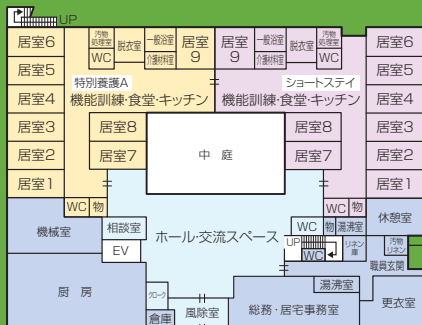 UP
居室6
汚物
処理室
脱衣室
一般浴室
居室
9
居室
9
一般浴室
脱衣室
汚物
処理室
居室6
WC
介護材料室
介護材料室
WC
居室5
居室5
特別養護A
ショートステイ
居室4
機能訓練・食堂・キッチン
機能訓練・食堂・キッチン
居室4
居室3
居室8
居室8
居室3
中庭
居室2
居室7
居室7
居室2
居室1
居室1
WC
物
WC
物
機械室
相談室
ホール・交流スペース
WC
物
湯沸室
休憩室
EV
UP
WC
リネン
庫
汚物
リネン
職員玄関
厨房
クローク
湯沸室
更衣室
倉庫
風除室
総務・居宅事務室